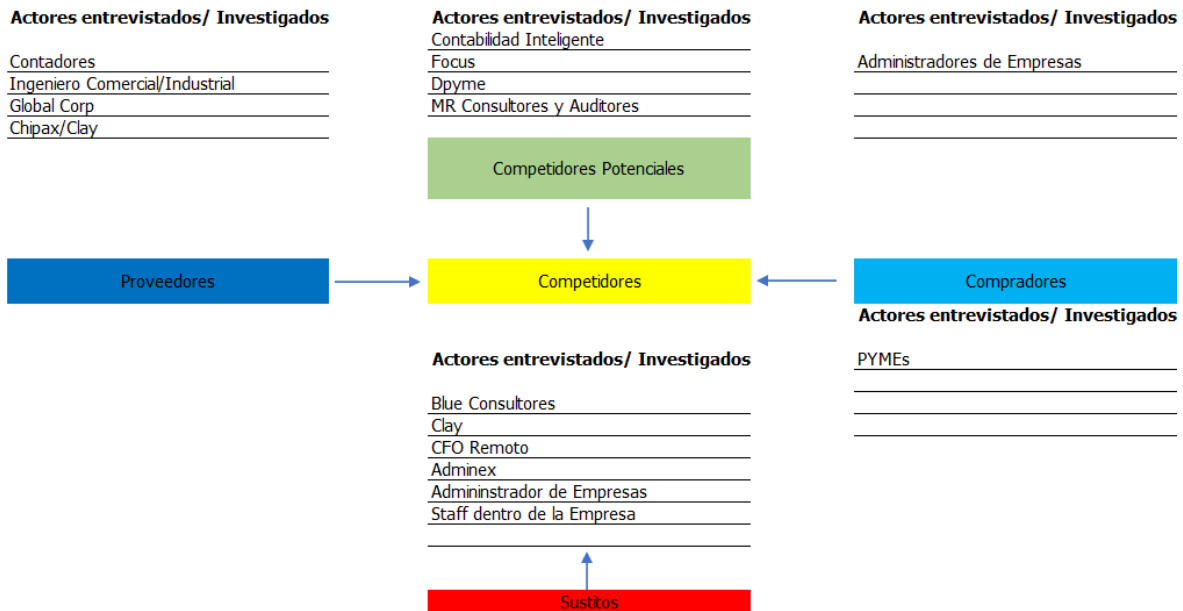 Actores entrevistados/ Investigados
Contadores
Ingeniero Comercial/Industrial
Global Corp
Chipax/Clay
Actores entrevistados/ Investigados
Contabilidad Inteligente
Focus
Dpyme
MR Consultores y Auditores
Actores entrevistados/ Investigados
Administradores de Empresas
Competidores Potenciales
Proveedores
Competidores
Compradores
Actores entrevistados/ Investigados
Blue Consultores
Clay
CFO Remoto
Adminex
Admininstrador de Empresas
Staff dentro de la Empresa
Actores entrevistados/ Investigados
PYMEs
Sustitos